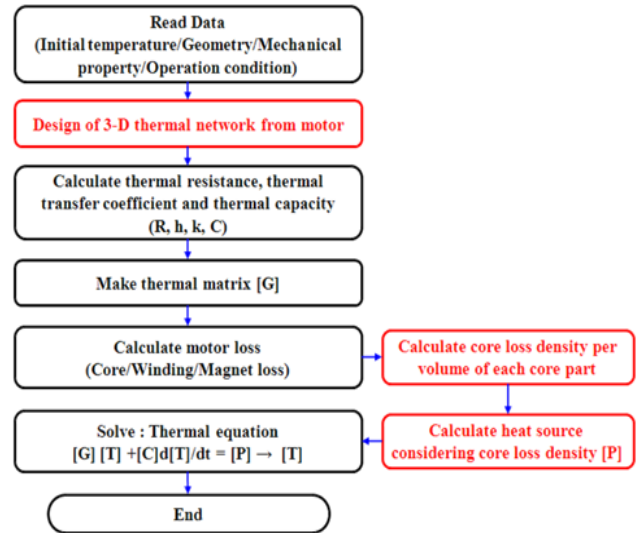 Read Data
(Initial temperature/Geometry/Mechanical
property/Operation condition)
Design of 3-D thermal network from motor
Calculate thermal resistance, thermal
transfer coefficient and thermal capacity
(R, h, k, C)
Make thermal matrix [G]
Calculate motor loss
(Core/Winding/Magnet loss)
Calculate core loss density per
volume of each core part
Calculate heat source
considering core loss density [P]
Solve : Thermal equation
[G] [T] +[C]d[T]/dt = [P] → [T]
End